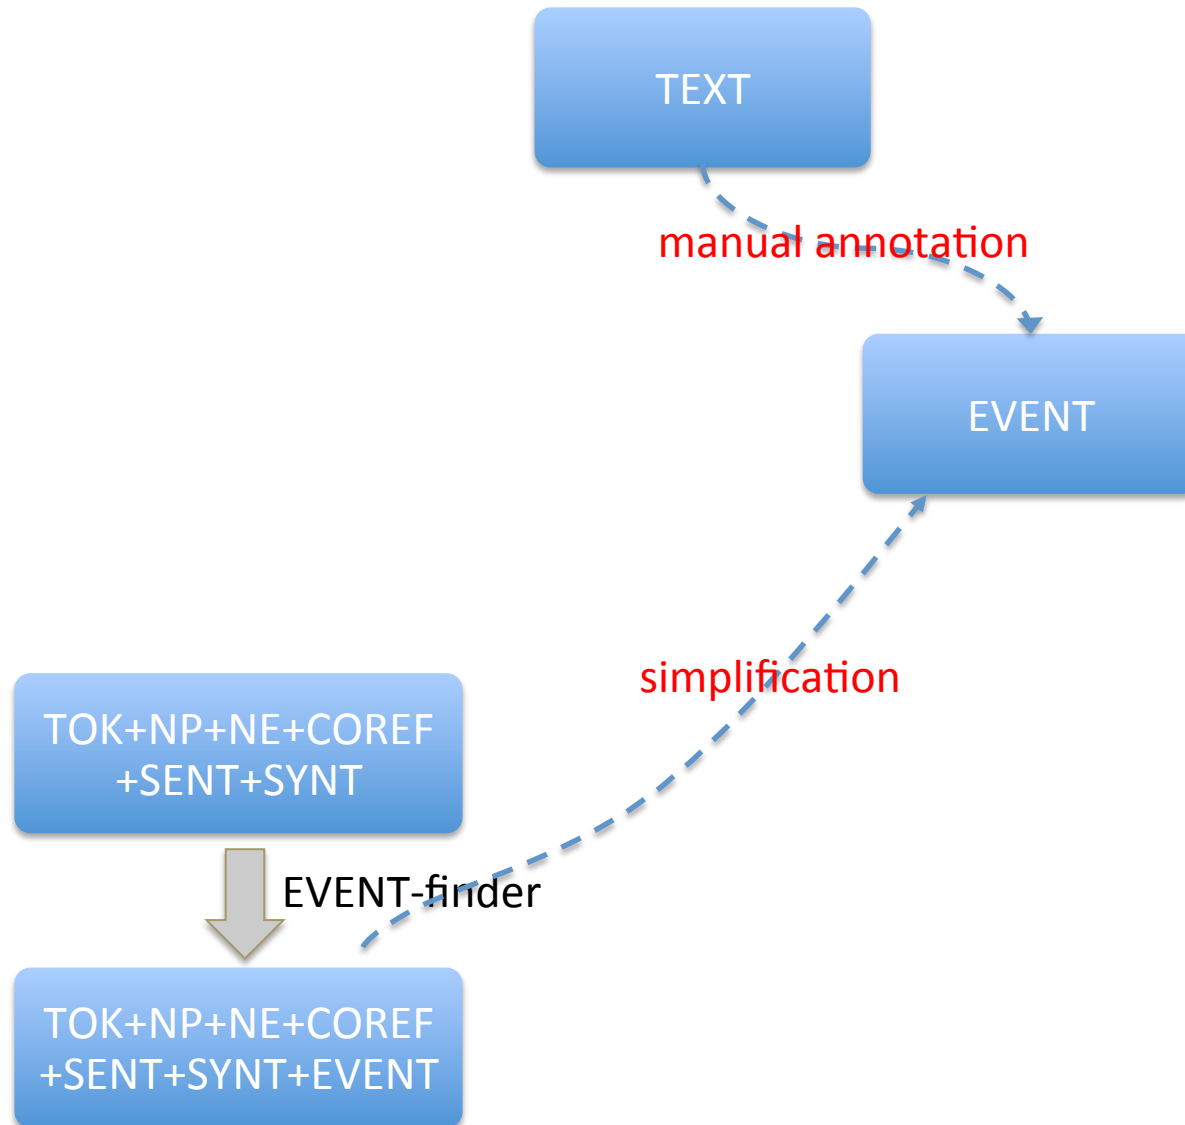 TEXT
manual annotation
EVENT
simplification
TOK+NP+NE+COREF
+SENT+SYNT
EVENT-finder
TOK+NP+NE+COREF
+SENT+SYNT+EVENT